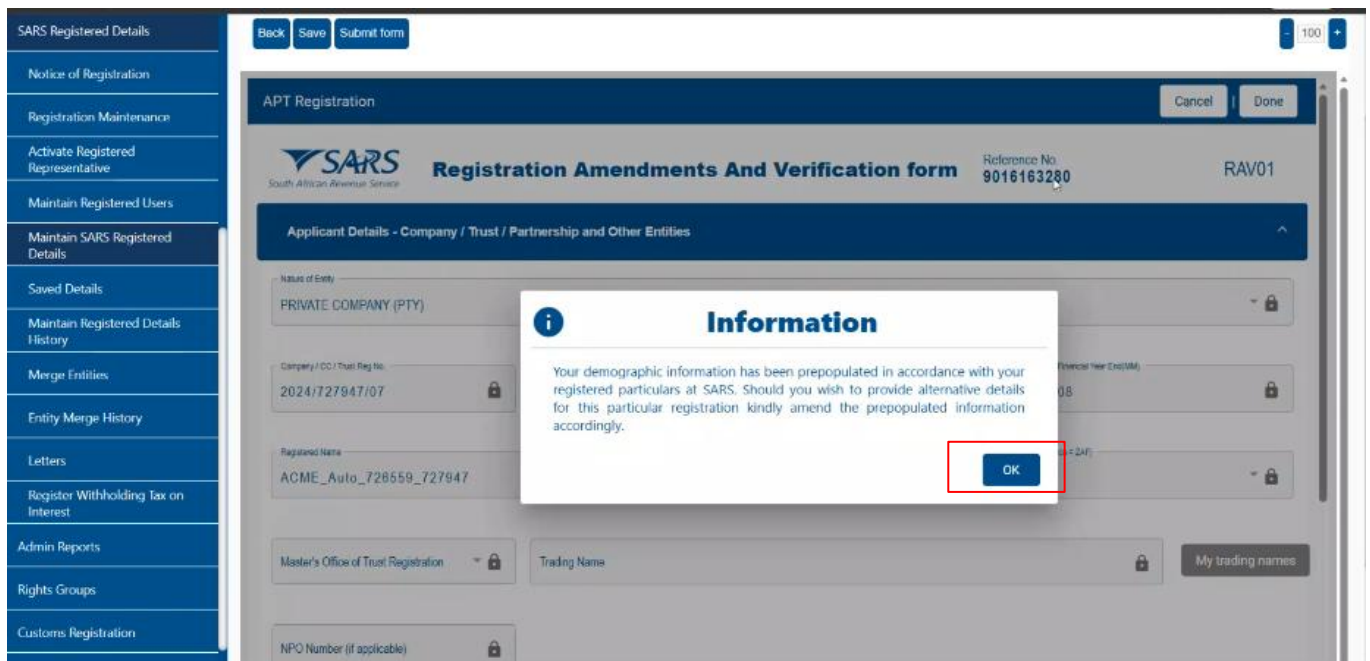 SARS Registered Details
Back Save Submit form
- 100 +
Notice of Registration
Registration Maintenance
Activate Registered
Representative
Maintain Registered Users
Maintain SARS Registered
Details
Saved Details
Maintain Registered Details
History
Merge Entities
Entity Merge History
Letters
Register Withholding Tax on
Interest
Admin Reports
Rights Groups
Customs Registration
APT Registration
Cancel | Done
SARS
South African Revenue Service
Registration Amendments And Verification form
Reference No.
9016163280
RAV01
Applicant Details - Company / Trust / Partnership and Other Entities
Nature of Entity
PRIVATE COMPANY (PTY)
Company / CC / Trust Reg No.
2024/727947/07
Financial Year End(MM)
08
Registered Name
ACME_Auto_726559_727947
= ZAF)
Information
Your demographic information has been prepopulated in accordance with your
registered particulars at SARS. Should you wish to provide alternative details
for this particular registration kindly amend the prepopulated information
accordingly.
OK
Master's Office of Trust Registration
Trading Name
My trading names
NPO Number (if applicable)